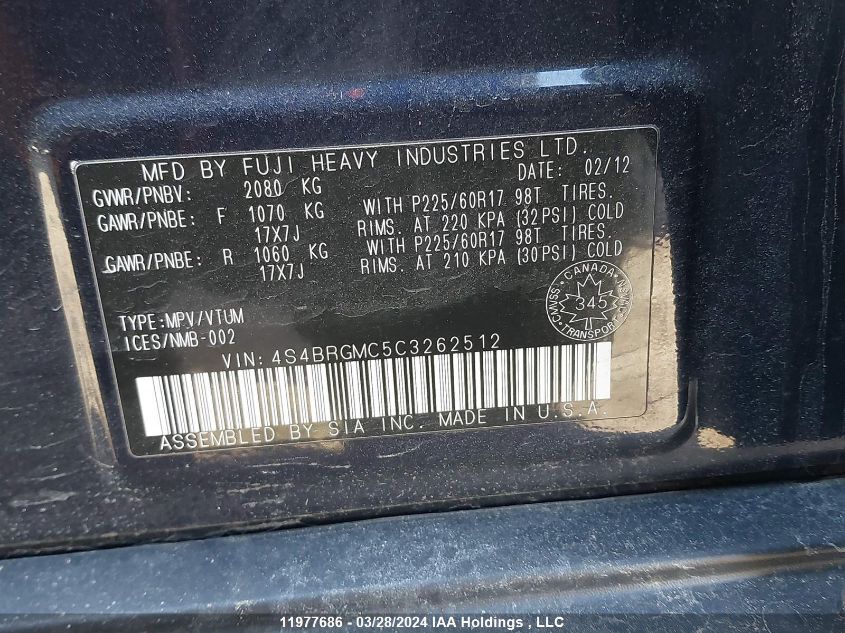 MFD BY FUJI HEAVY INDUSTRIES LTD.
DATE: 02/12
GVWR/PNBV: 2080 KG
GAWR/PNBE: F 1070 KG WITH P225/60R17 98T TIRES.
17X7J RIMS. AT 220 KPA (32PSI) COLD
GAWR/PNBE: R 1060 KG WITH P225/60R17 98T TIRES.
17X7J RIMS. AT 210 KPA (30PSI) COLD
CANADA
CMVSS 345 NSVAC
TRANSPORT
TYPE:MPV/VTUM
ICES/NMB-002
VIN: 4S4BRGMC5C3262512
ASSEMBLED BY SIA INC. MADE IN U.S.A.
11977686 - 03/28/2024 IAA Holdings , LLC